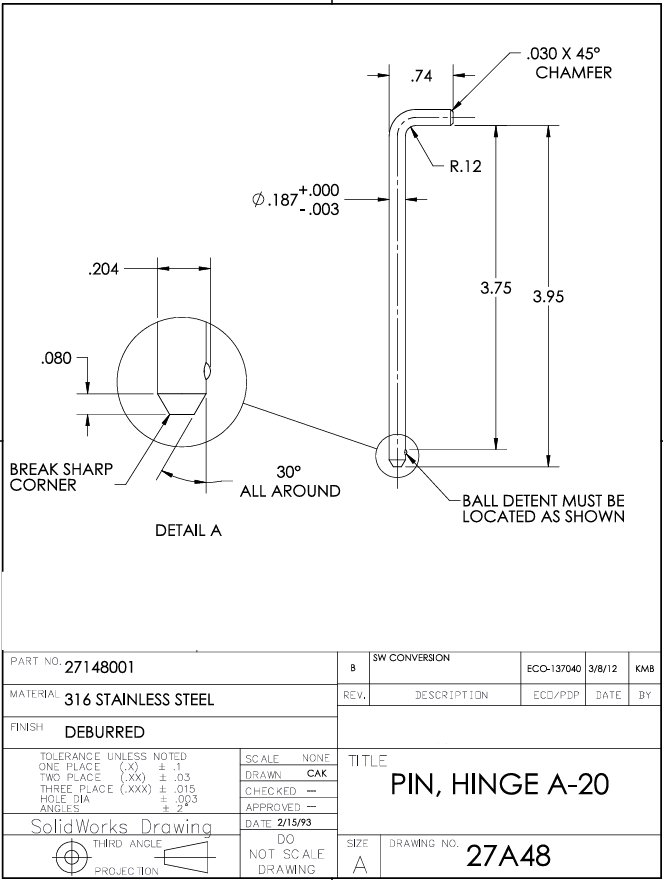 .030 X 45°
CHAMFER
.74
R.12
Ø.187 +.000
-.003
.204
3.75
3.95
.080
BREAK SHARP
CORNER
30°
ALL AROUND
BALL DETENT MUST BE
LOCATED AS SHOWN
DETAIL A
PART NO. 27148001
MATERIAL 316 STAINLESS STEEL
FINISH DEBURRED
B SW CONVERSION ECO-137040 3/8/12 KMB
REV. DESCRIPTION ECO/PDP DATE BY
TOLERANCE UNLESS NOTED
ONE PLACE (.X) ± .1
TWO PLACE (.XX) ± .03
THREE PLACE (.XXX) ± .015
HOLE DIA ± .003
ANGLES ± 2°
SolidWorks Drawing
THIRD ANGLE
PROJECTION
SCALE NONE
DRAWN CAK
CHECKED —
APPROVED —
DATE 2/15/93
DO
NOT SCALE
DRAWING
TITLE
PIN, HINGE A-20
SIZE
A
DRAWING NO. 27A48